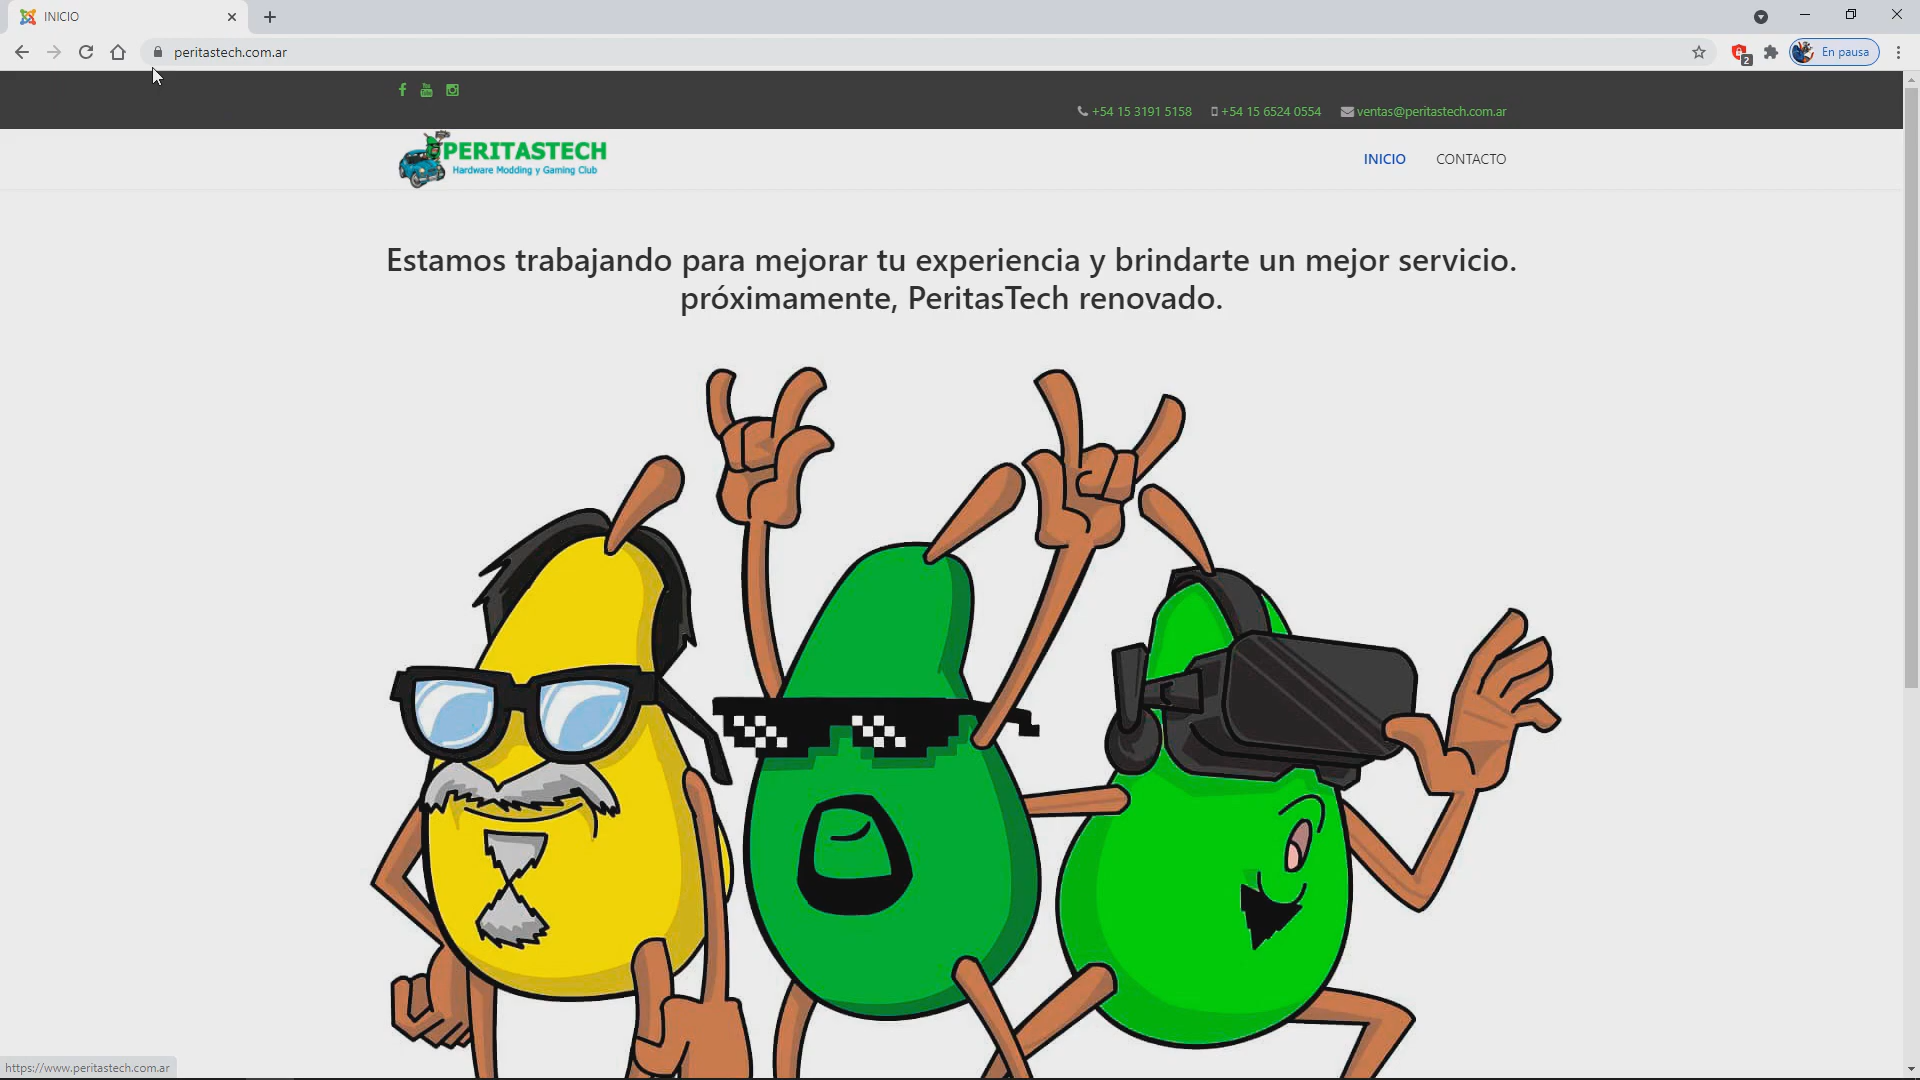 INICIO
peritastech.com.ar
2
En pausa
+54 15 3191 5158
+54 15 6524 0554
ventas@peritastech.com.ar
PERITASTECH
Hardware Modding y Gaming Club
INICIO
CONTACTO
Estamos trabajando para mejorar tu experiencia y brindarte un mejor servicio.
próximamente, PeritasTech renovado.
https://www.peritastech.com.ar